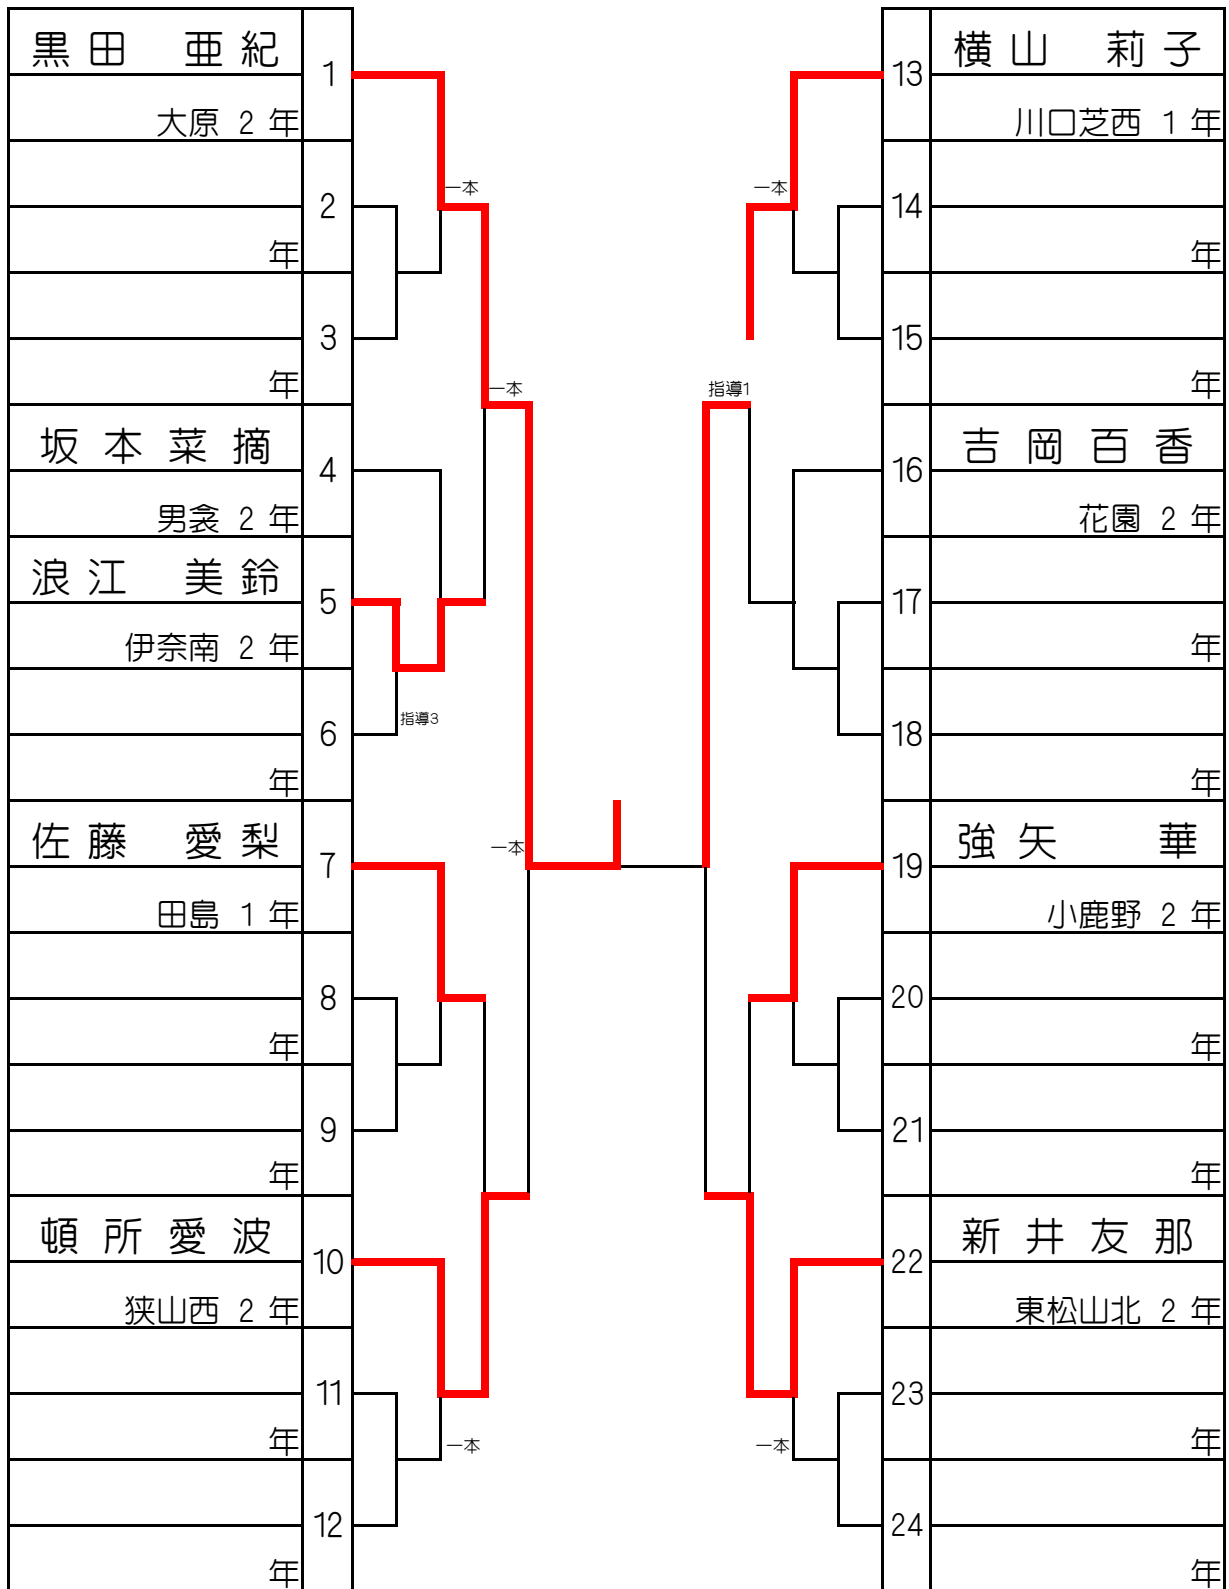 黒田 亜紀
1
大原 2 年
2
年
3
年
坂本菜摘
4
男衾 2 年
浪江 美鈴
5
伊奈南 2 年
6
年
佐藤 愛梨
7
田島 1 年
8
年
9
年
頓所愛波
10
狭山西 2 年
11
年
12
年
一本
一本
指導3
一本
一本
一本
指導1
一本
横山 莉子
13
川口芝西 1 年
14
年
15
年
吉岡百香
16
花園 2 年
17
年
18
年
強矢 華
19
小鹿野 2 年
20
年
21
年
新井友那
22
東松山北 2 年
23
年
24
年